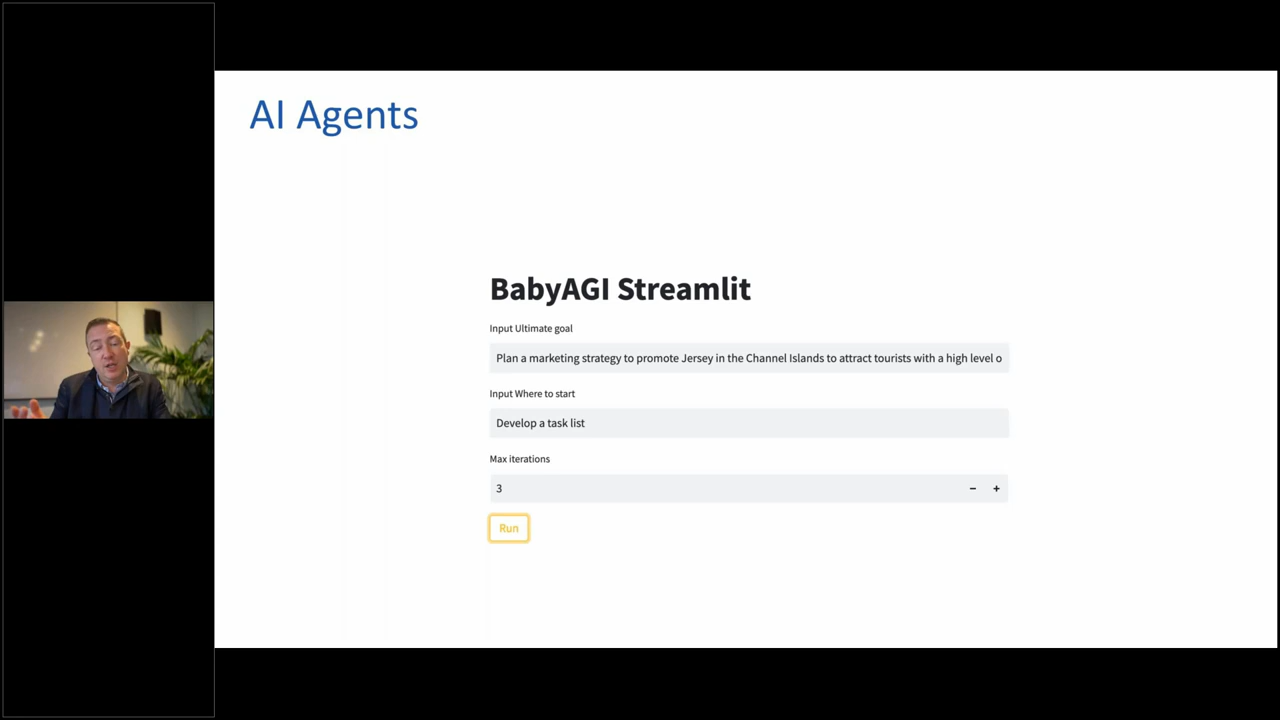 AI Agents
BabyAGI Streamlit
Input Ultimate goal
Plan a marketing strategy to promote Jersey in the Channel Islands to attract tourists with a high level o
Input Where to start
Develop a task list
Max iterations
3
Run